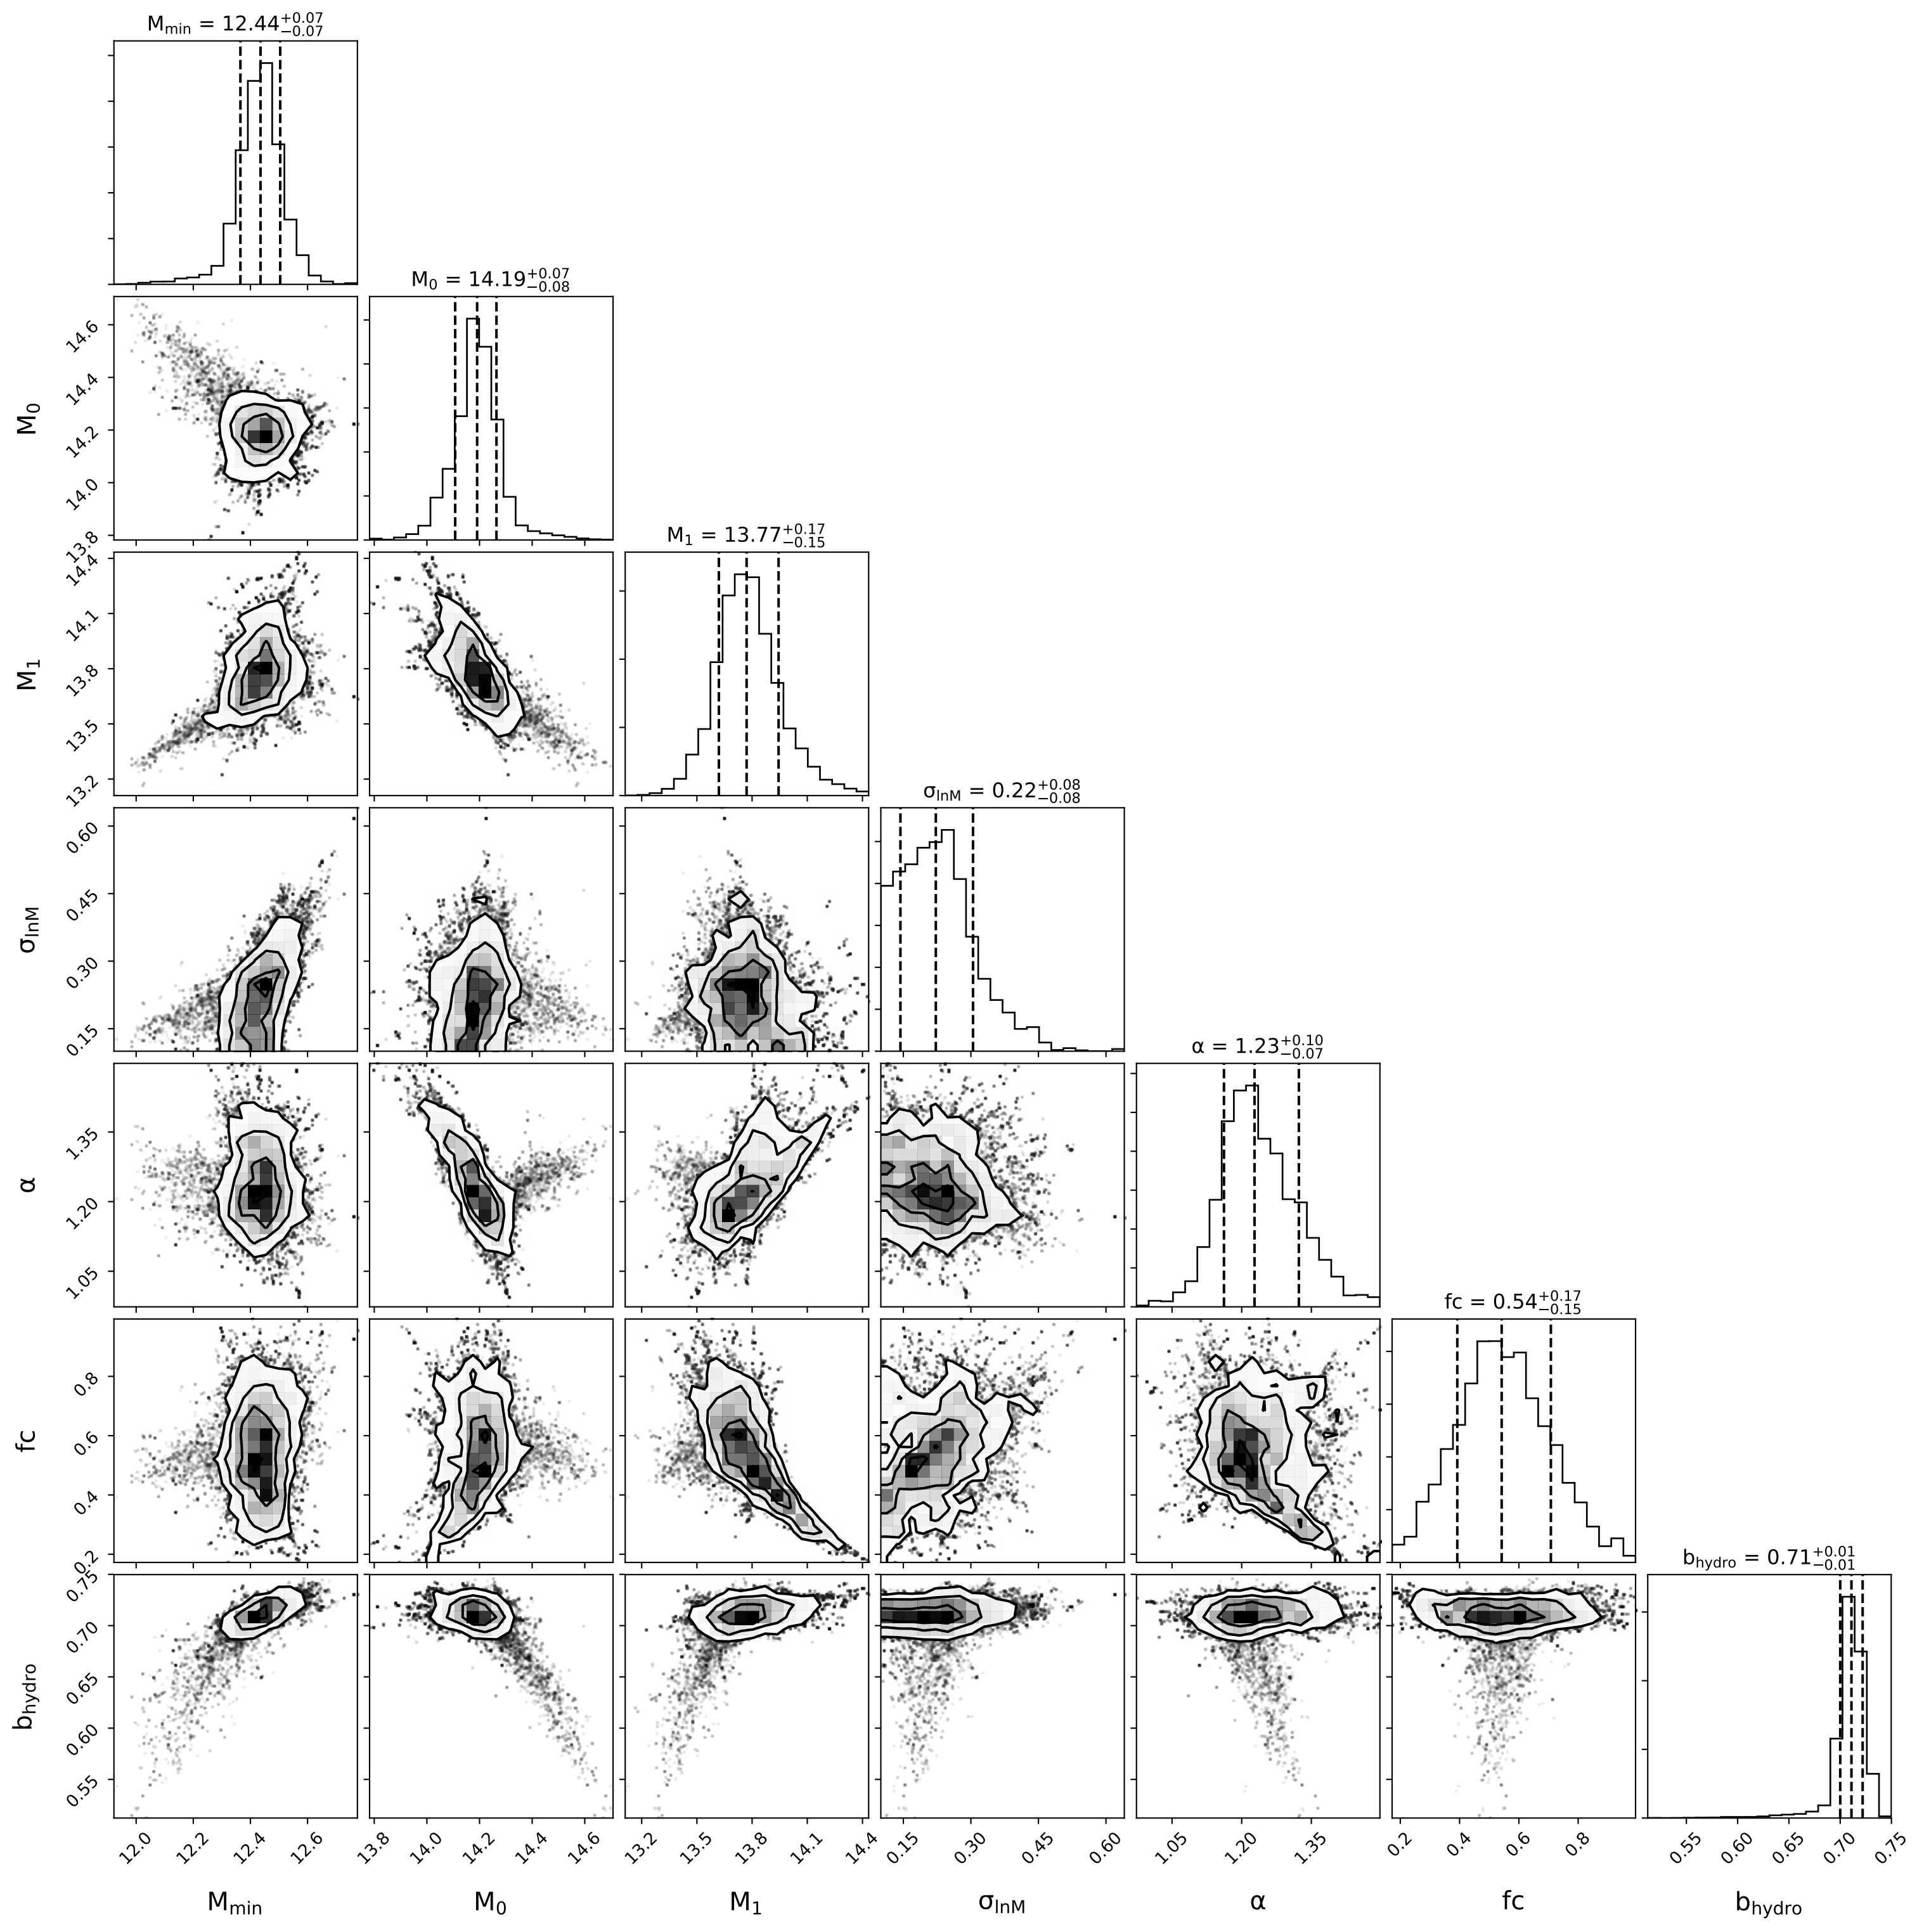 M_min = 12.44 +0.07 −0.07
M_0 = 14.19 +0.07 −0.08
14.6
14.4
14.2
14.0
13.8
M_0
M_1 = 13.77 +0.17 −0.15
14.4
14.1
13.8
13.5
13.2
M_1
σ_lnM = 0.22 +0.08 −0.08
0.60
0.45
0.30
0.15
σ_lnM
α = 1.23 +0.10 −0.07
1.35
1.20
1.05
α
fc = 0.54 +0.17 −0.15
0.8
0.6
0.4
0.2
fc
b_hydro = 0.71 +0.01 −0.01
0.75
0.70
0.65
0.60
0.55
b_hydro
12.0 12.2 12.4 12.6 13.8 14.0 14.2 14.4 14.6 13.2 13.5 13.8 14.1 14.4 0.15 0.30 0.45 0.60 1.05 1.20 1.35 0.2 0.4 0.6 0.8 0.55 0.60 0.65 0.70 0.75
M_min M_0 M_1 σ_lnM α fc b_hydro